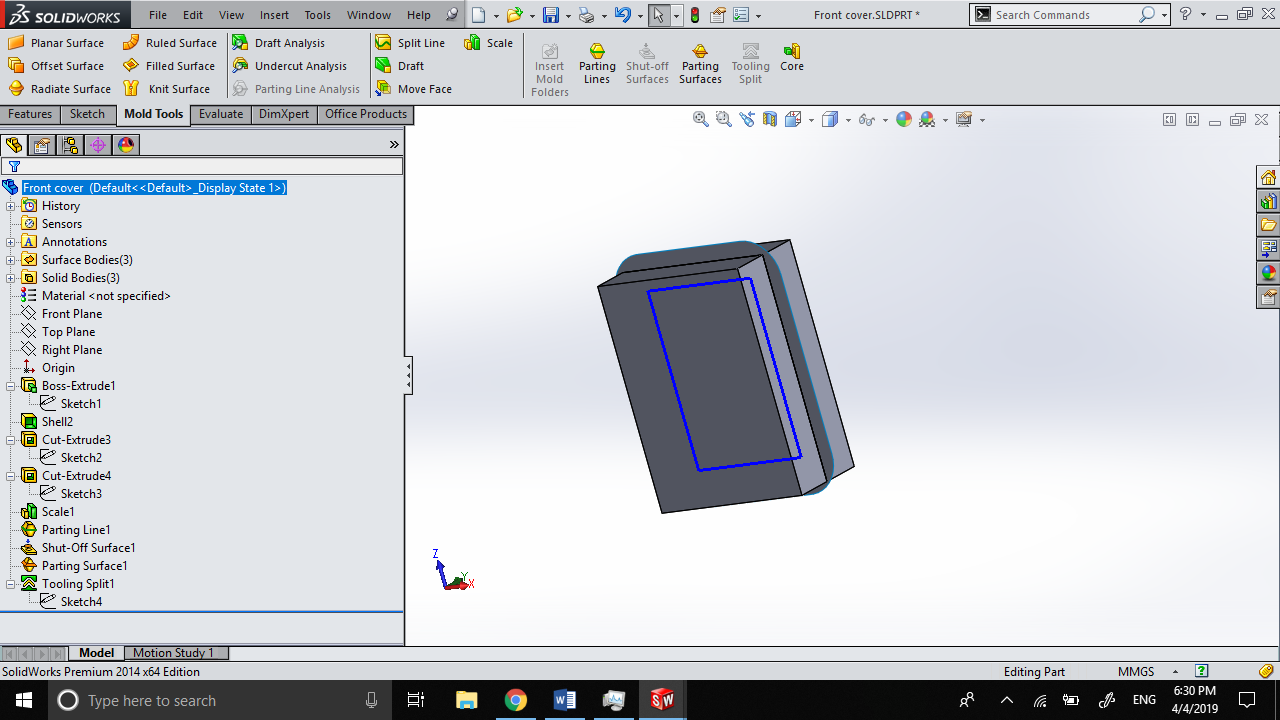 SOLIDWORKS File Edit View Insert Tools Window Help Front cover.SLDPRT * Search Commands ?
Planar Surface Ruled Surface Draft Analysis Split Line Scale
Offset Surface Filled Surface Undercut Analysis Draft
Radiate Surface Knit Surface Parting Line Analysis Move Face
Insert Mold Folders
Parting Lines
Shut-off Surfaces
Parting Surfaces
Tooling Split
Core
Features Sketch Mold Tools Evaluate DimXpert Office Products
»
Front cover (Default<<Default>_Display State 1>)
History
Sensors
Annotations
Surface Bodies(3)
Solid Bodies(3)
Material <not specified>
Front Plane
Top Plane
Right Plane
Origin
Boss-Extrude1
Sketch1
Shell2
Cut-Extrude3
Sketch2
Cut-Extrude4
Sketch3
Scale1
Parting Line1
Shut-Off Surface1
Parting Surface1
Tooling Split1
Sketch4
Z
Y
X
Model Motion Study 1
SolidWorks Premium 2014 x64 Edition Editing Part MMGS ?
Type here to search ENG 6:30 PM
4/4/2019